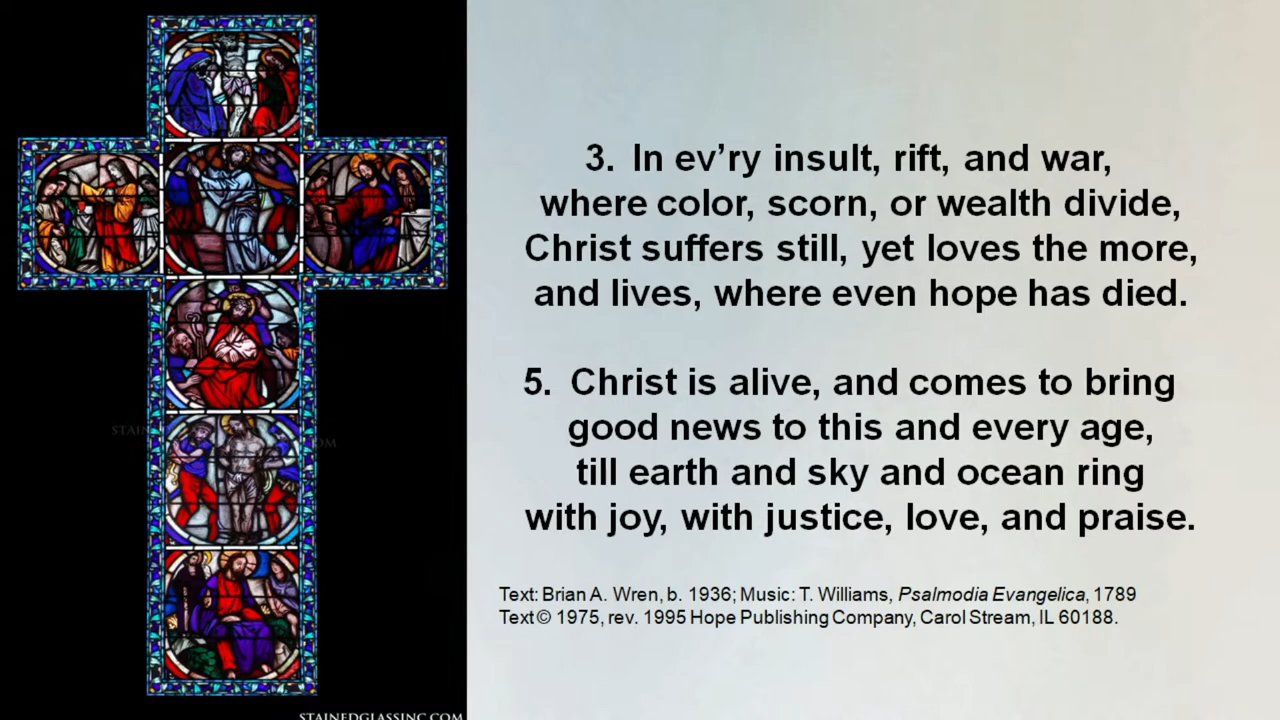 3. In ev’ry insult, rift, and war,
where color, scorn, or wealth divide,
Christ suffers still, yet loves the more,
and lives, where even hope has died.
5. Christ is alive, and comes to bring
good news to this and every age,
till earth and sky and ocean ring
with joy, with justice, love, and praise.
Text: Brian A. Wren, b. 1936; Music: T. Williams, Psalmodia Evangelica, 1789
Text © 1975, rev. 1995 Hope Publishing Company, Carol Stream, IL 60188.
STAINEDGLASSINC.COM